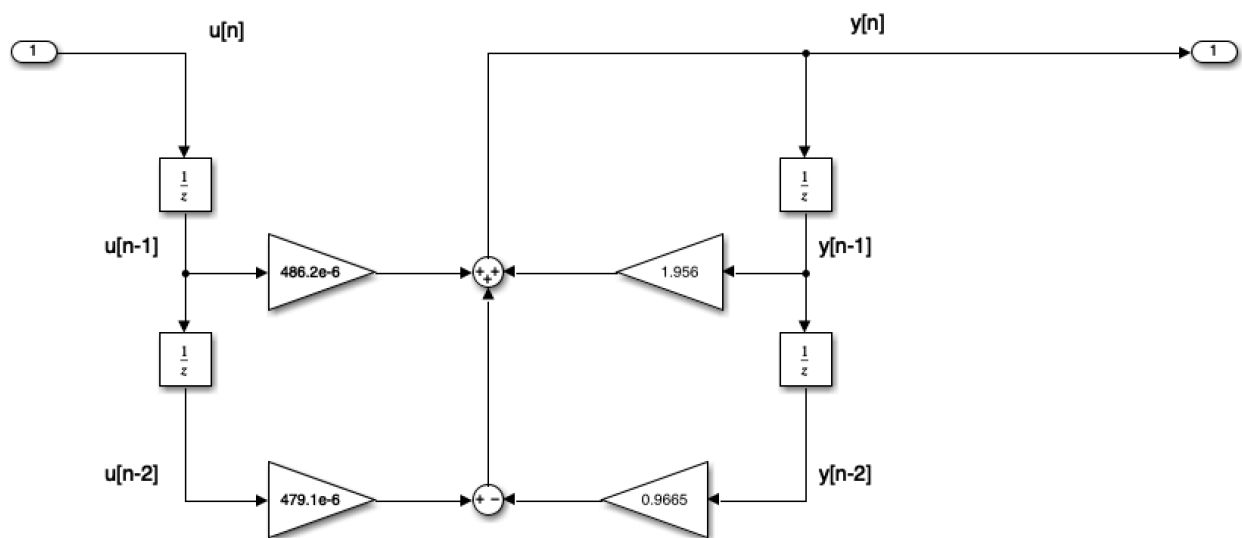 u[n]
y[n]
1
1
1
z
1
z
u[n-1]
486.2e-6
+ +
+
1.956
y[n-1]
1
z
1
z
u[n-2]
479.1e-6
+ −
0.9665
y[n-2]